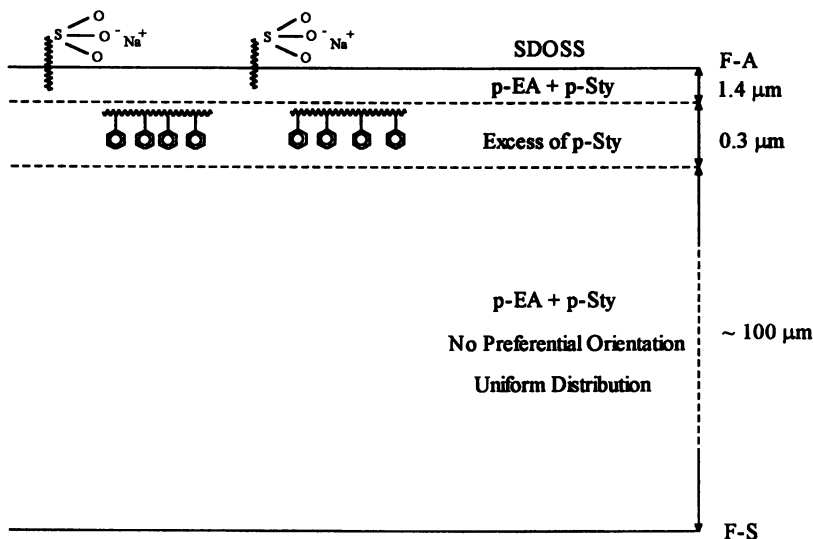 O O
S O⁻ Na⁺ S O⁻ Na⁺
O O
SDOSS
F-A
p-EA + p-Sty 1.4 μm
Excess of p-Sty 0.3 μm
p-EA + p-Sty
~ 100 μm
No Preferential Orientation
Uniform Distribution
F-S